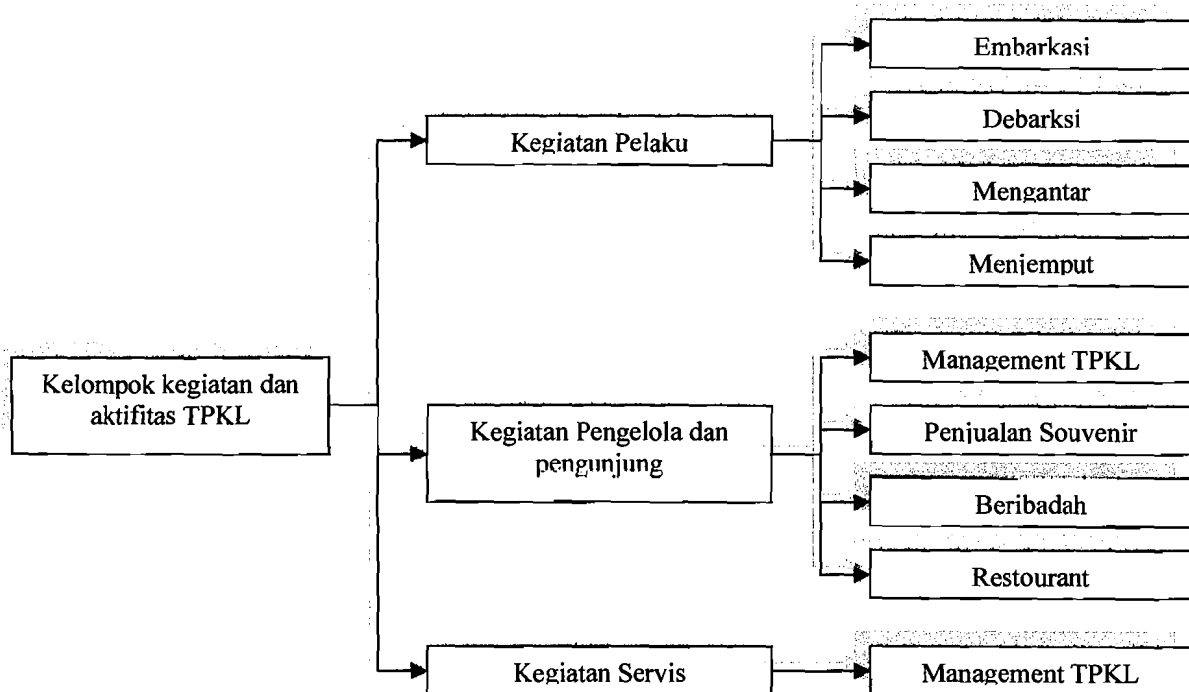 Embarkasi
Debarksi
Kegiatan Pelaku
Mengantar
Menjemput
Kelompok kegiatan dan
aktifitas TPKL
Management TPKL
Kegiatan Pengelola dan
pengunjung
Penjualan Souvenir
Beribadah
Restourant
Kegiatan Servis
Management TPKL